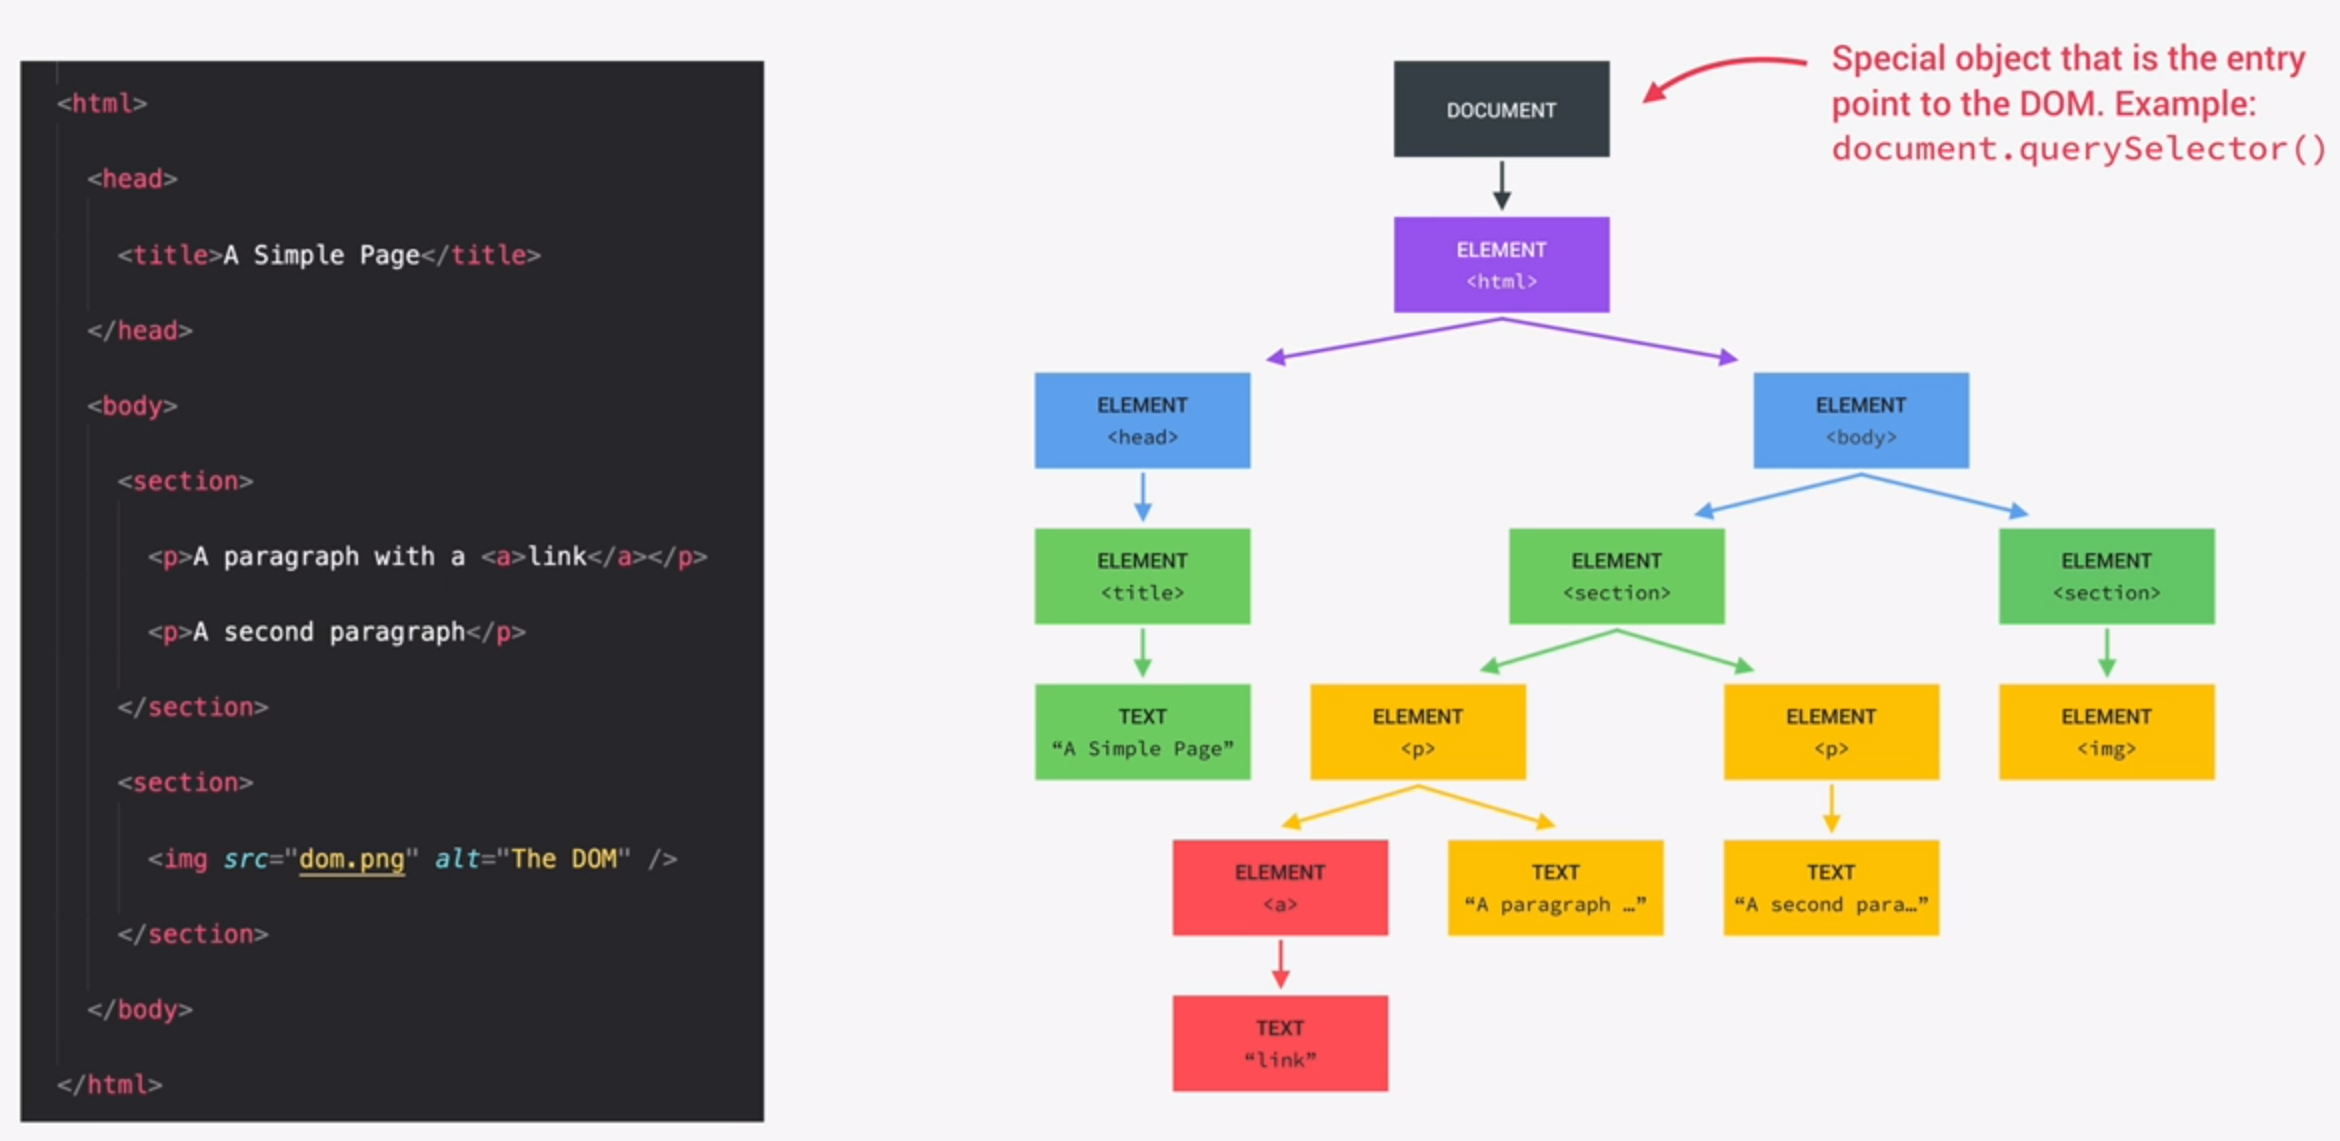 <html>
<head>
<title>A Simple Page</title>
</head>
<body>
<section>
<p>A paragraph with a <a>link</a></p>
<p>A second paragraph</p>
</section>
<section>
<img src="dom.png" alt="The DOM" />
</section>
</body>
</html>
Special object that is the entry
point to the DOM. Example:
document.querySelector()
DOCUMENT
ELEMENT
<html>
ELEMENT
<head>
ELEMENT
<body>
ELEMENT
<title>
ELEMENT
<section>
ELEMENT
<section>
TEXT
“A Simple Page”
ELEMENT
<p>
ELEMENT
<p>
ELEMENT
<img>
ELEMENT
<a>
TEXT
“A paragraph …”
TEXT
“A second para…”
TEXT
“link”